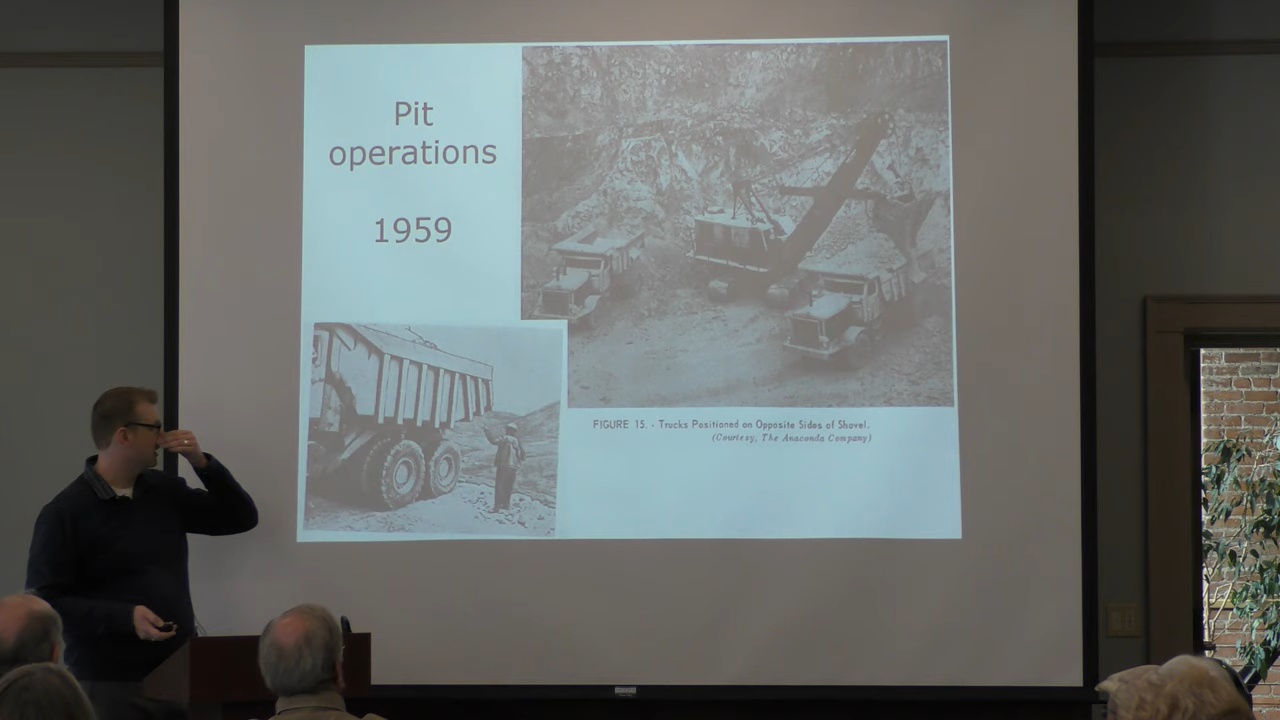 Pit
operations
1959
FIGURE 15. - Trucks Positioned on Opposite Sides of Shovel.
(Courtesy, The Anaconda Company)